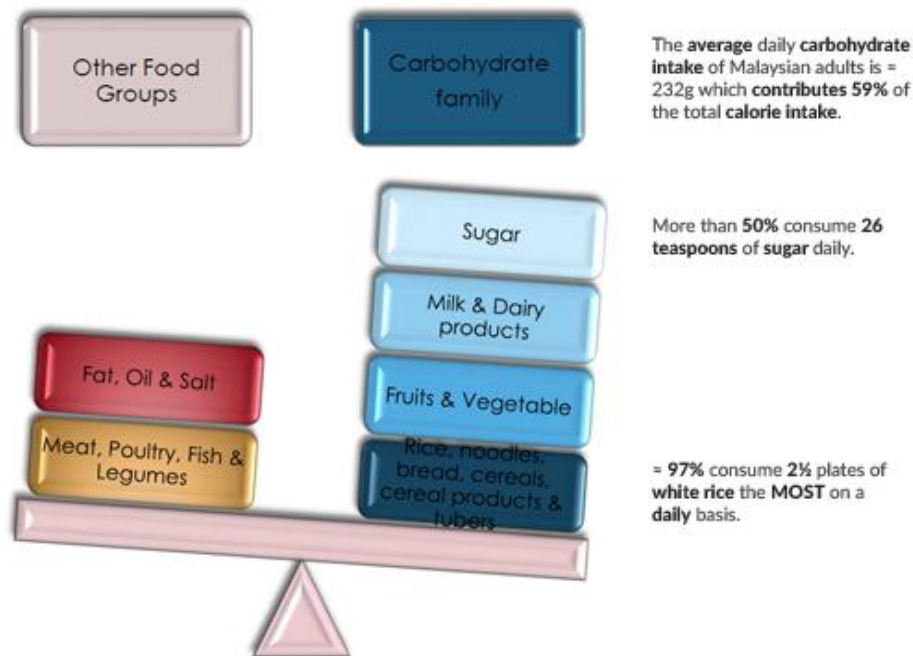 Other Food
Groups
Carbohydrate
family
The average daily carbohydrate
intake of Malaysian adults is ≈
232g which contributes 59% of
the total calorie intake.
Sugar
More than 50% consume 26
teaspoons of sugar daily.
Milk & Dairy
products
Fat, Oil & Salt
Fruits & Vegetable
Meat, Poultry, Fish &
Legumes
Rice, noodles,
bread, cereals,
cereal products &
tubers
≈ 97% consume 2½ plates of
white rice the MOST on a
daily basis.